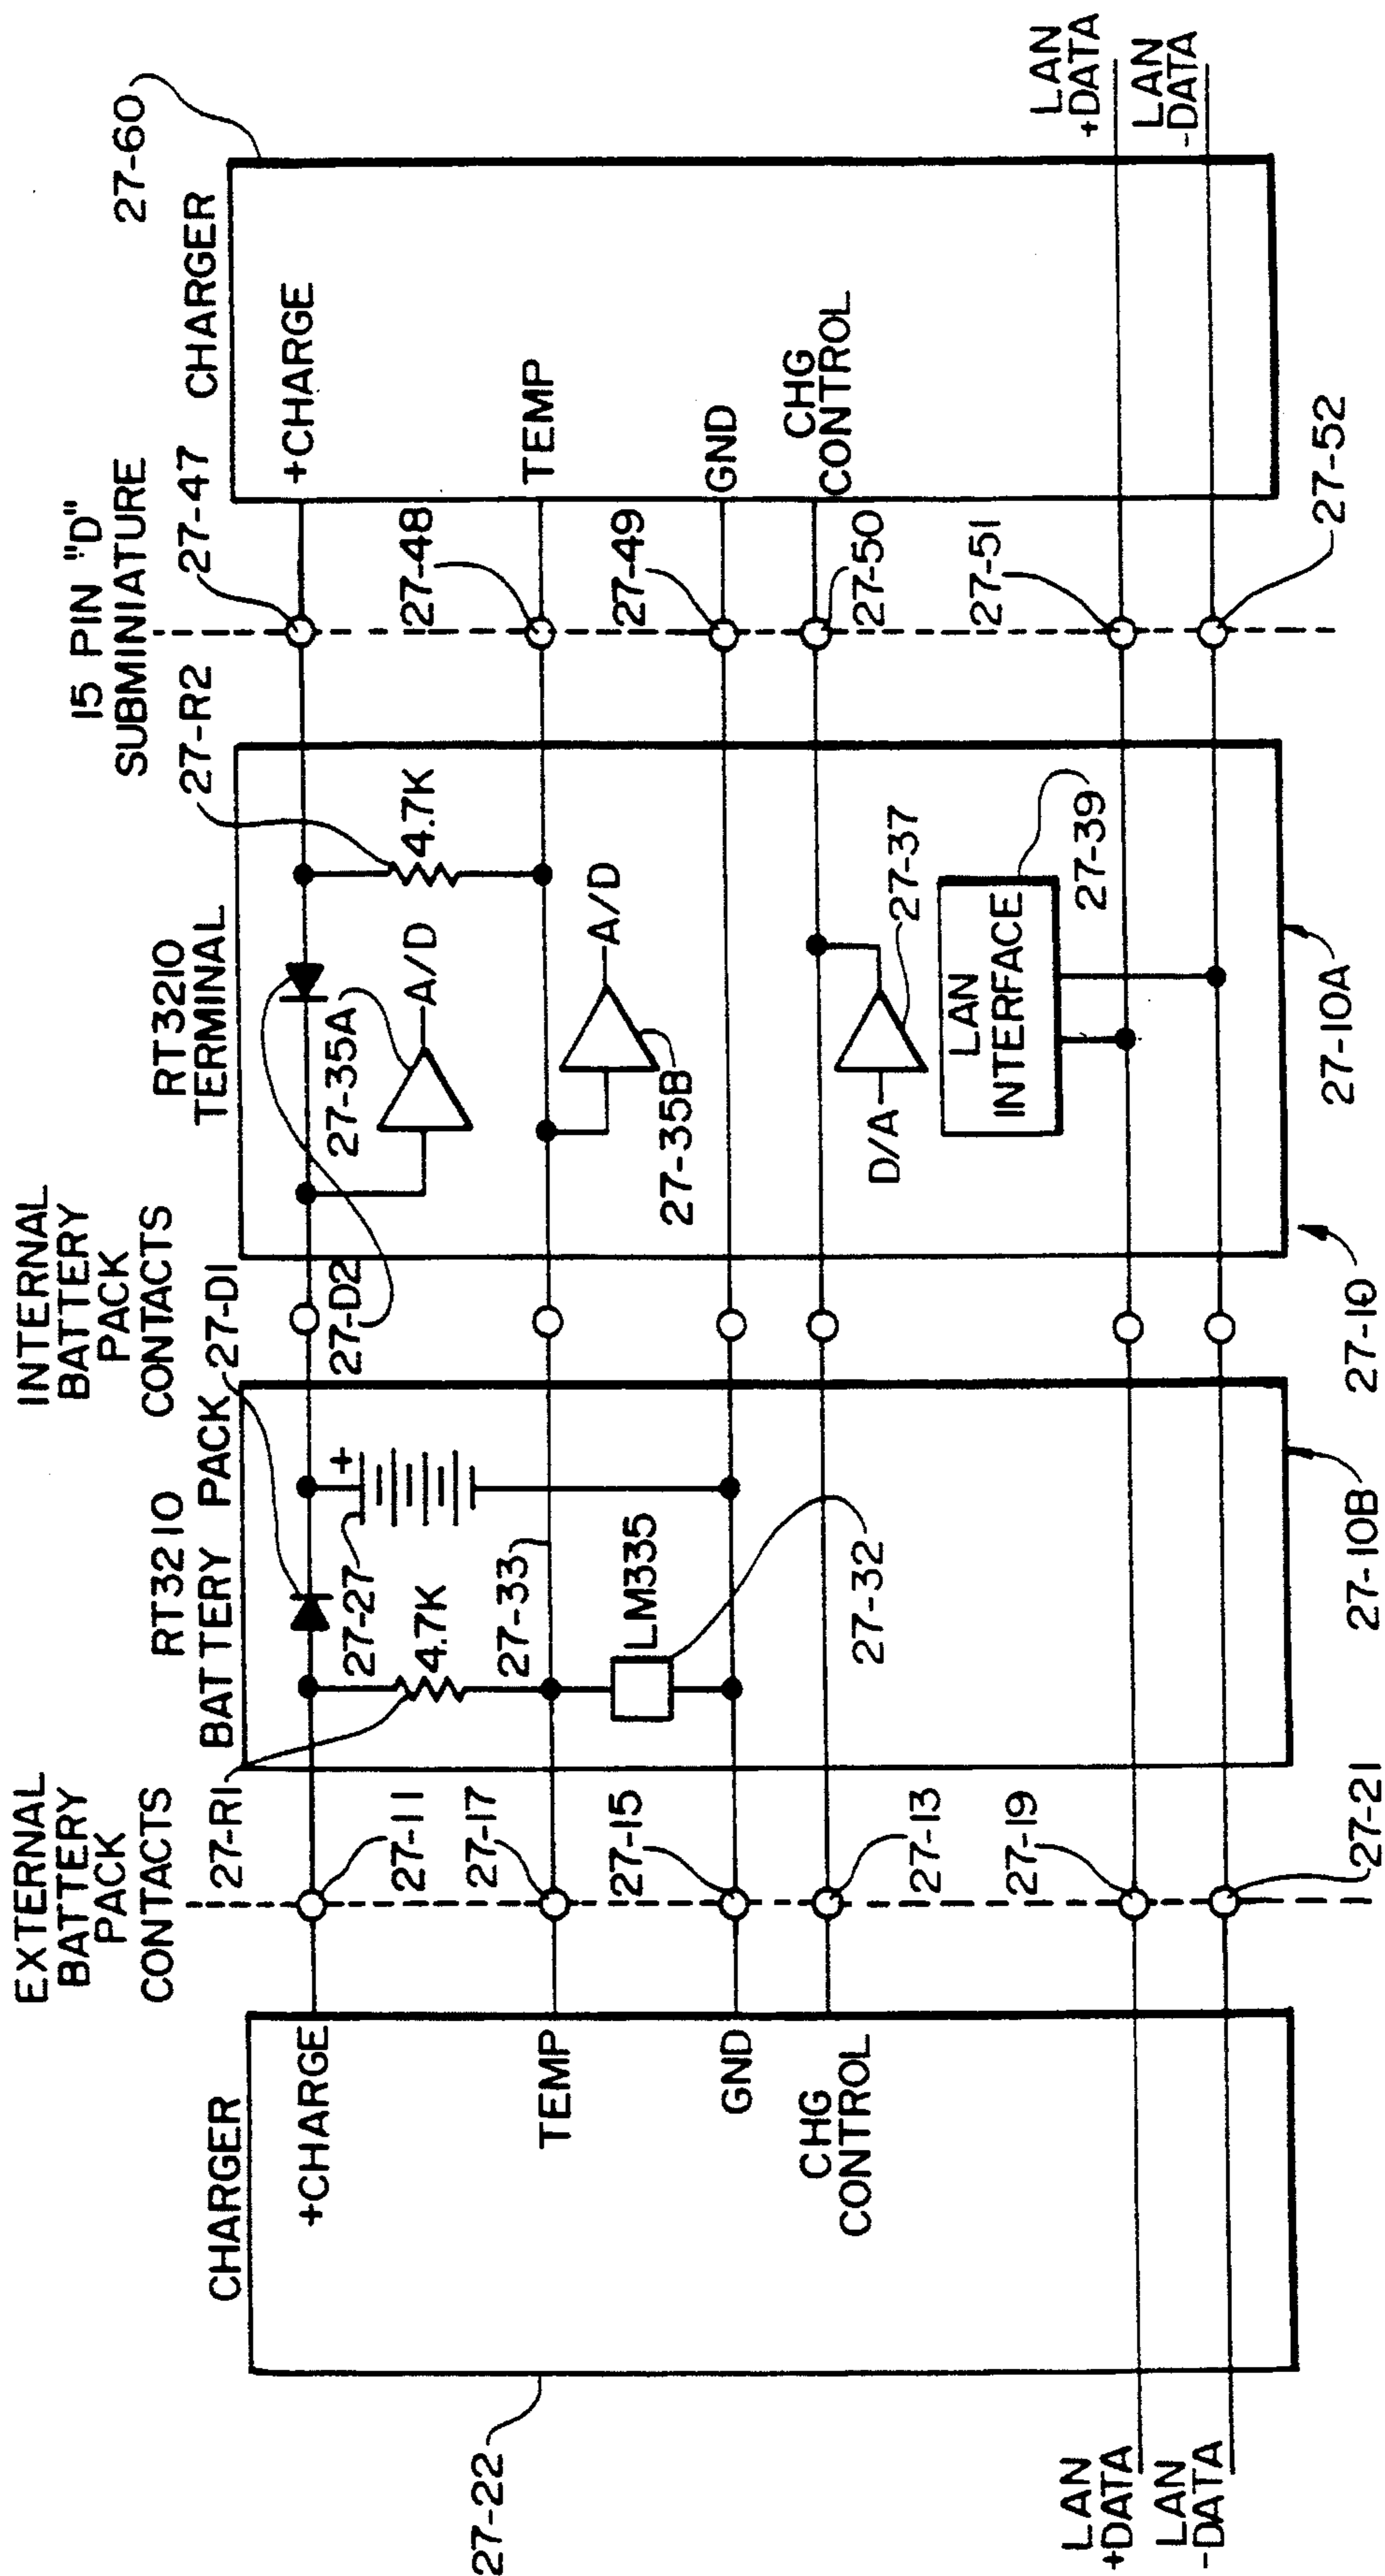 EXTERNAL
BATTERY
PACK
CONTACTS
INTERNAL
BATTERY
PACK
CONTACTS
15 PIN "D"
SUBMINIATURE
CHARGER
27-22
+CHARGE
TEMP
GND
CHG
CONTROL
LAN
+DATA
LAN
-DATA
27-11
27-17
27-15
27-13
27-19
27-21
RT3210
BATTERY PACK
27-R1
27-D1
4.7K
27-27
+
27-33
LM335
27-32
27-10B
27-D2
RT3210
TERMINAL
27-R2
4.7K
27-35A
A/D
A/D
27-35B
D/A
27-37
LAN
INTERFACE
27-39
27-10A
27-10
27-47
27-48
27-49
27-50
27-51
27-52
CHARGER
27-60
+CHARGE
TEMP
GND
CHG
CONTROL
LAN
+DATA
LAN
-DATA